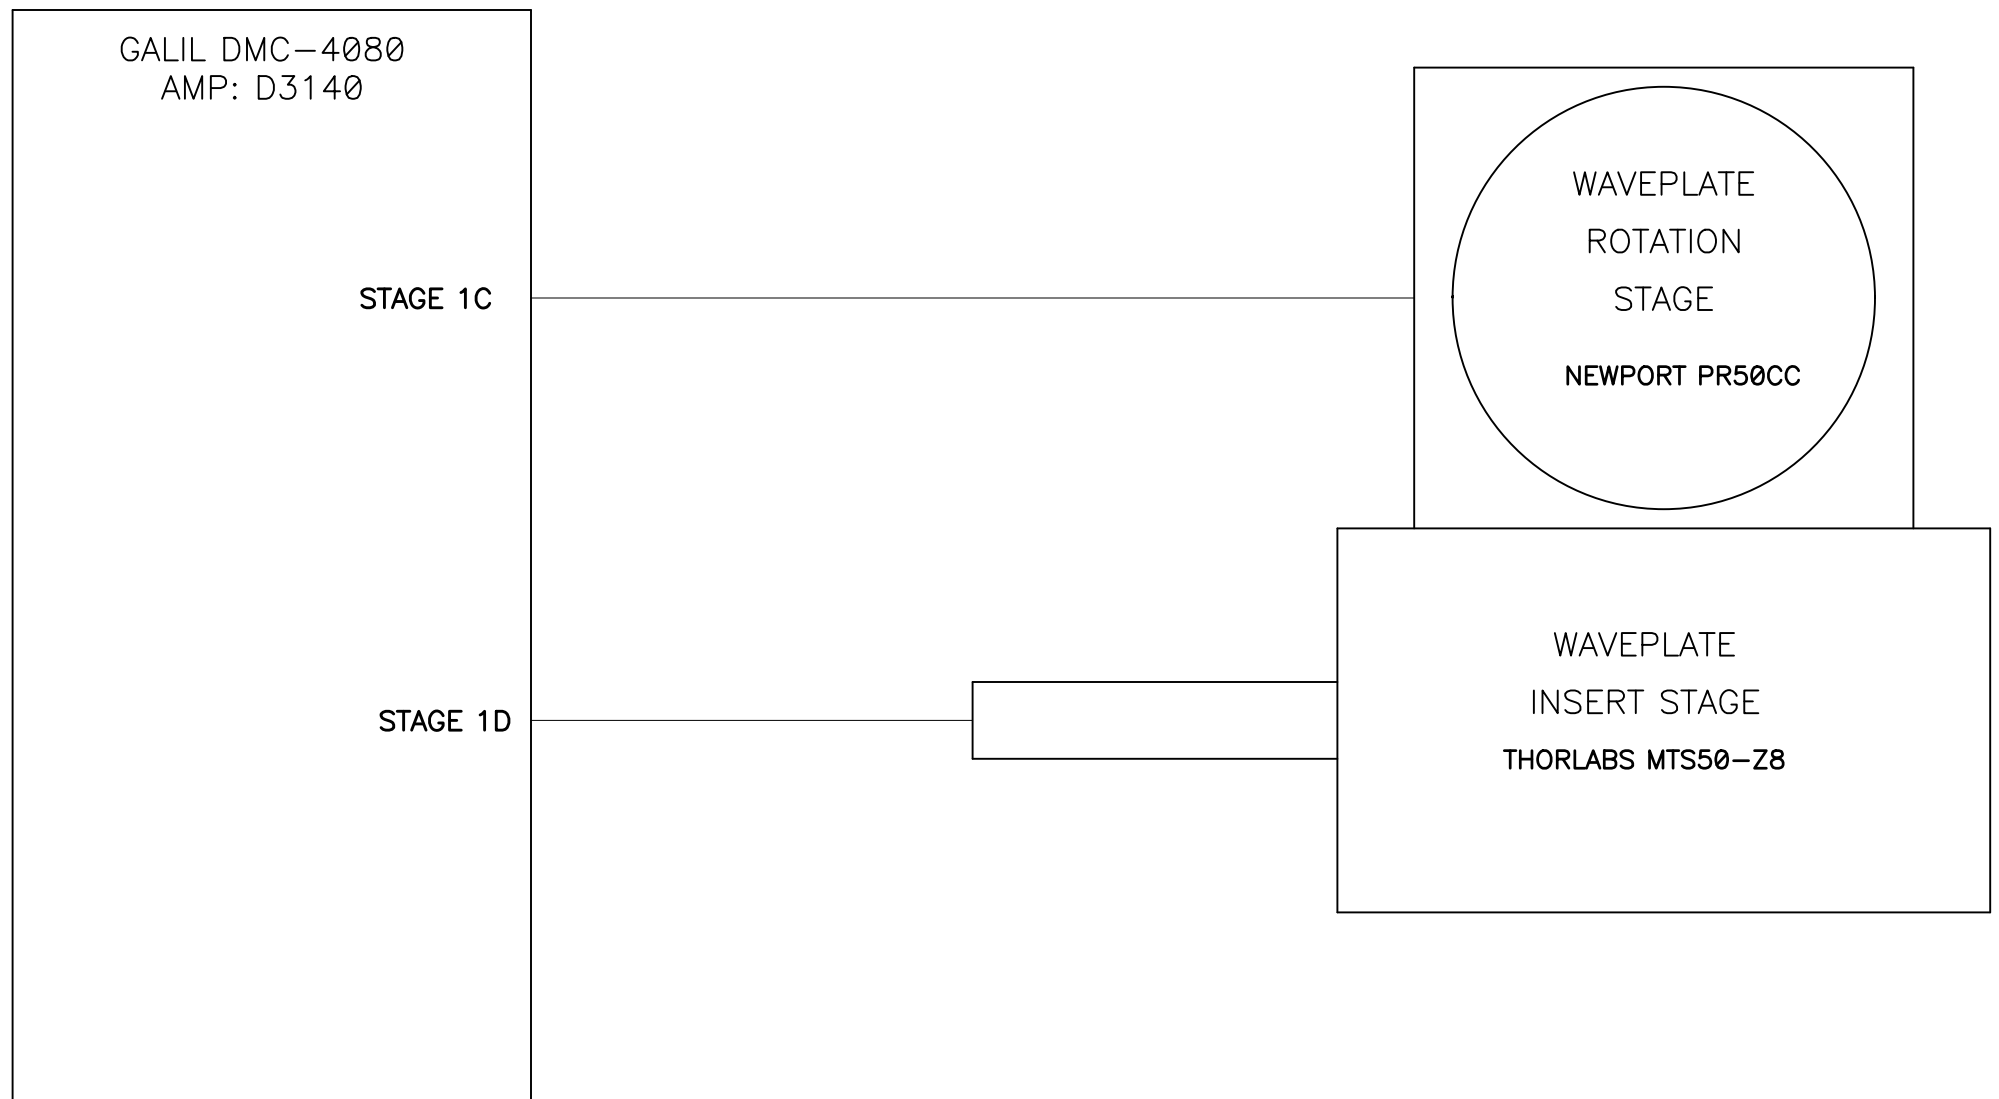 GALIL DMC-4080
AMP: D3140
WAVEPLATE
ROTATION
STAGE
STAGE 1C
NEWPORT PR50CC
WAVEPLATE
INSERT STAGE
STAGE 1D
THORLABS MTS50-Z8